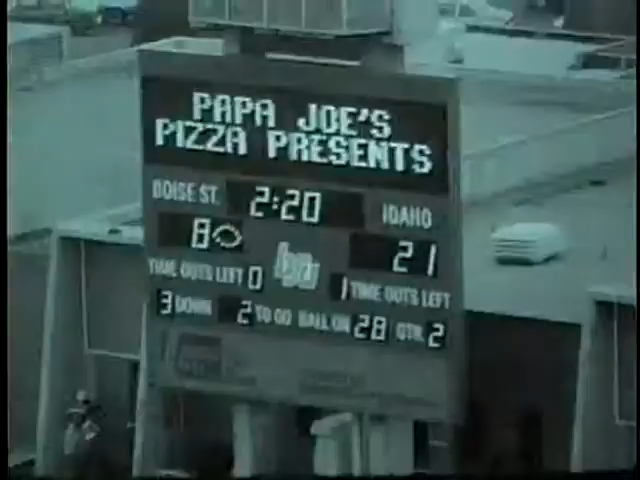 PAPA JOE'S
PIZZA PRESENTS
BOISE ST. 2:20 IDAHO
8 21
TIME OUTS LEFT 0 1 TIME OUTS LEFT
3 DOWN 2 TO GO BALL ON 28 QTR. 2